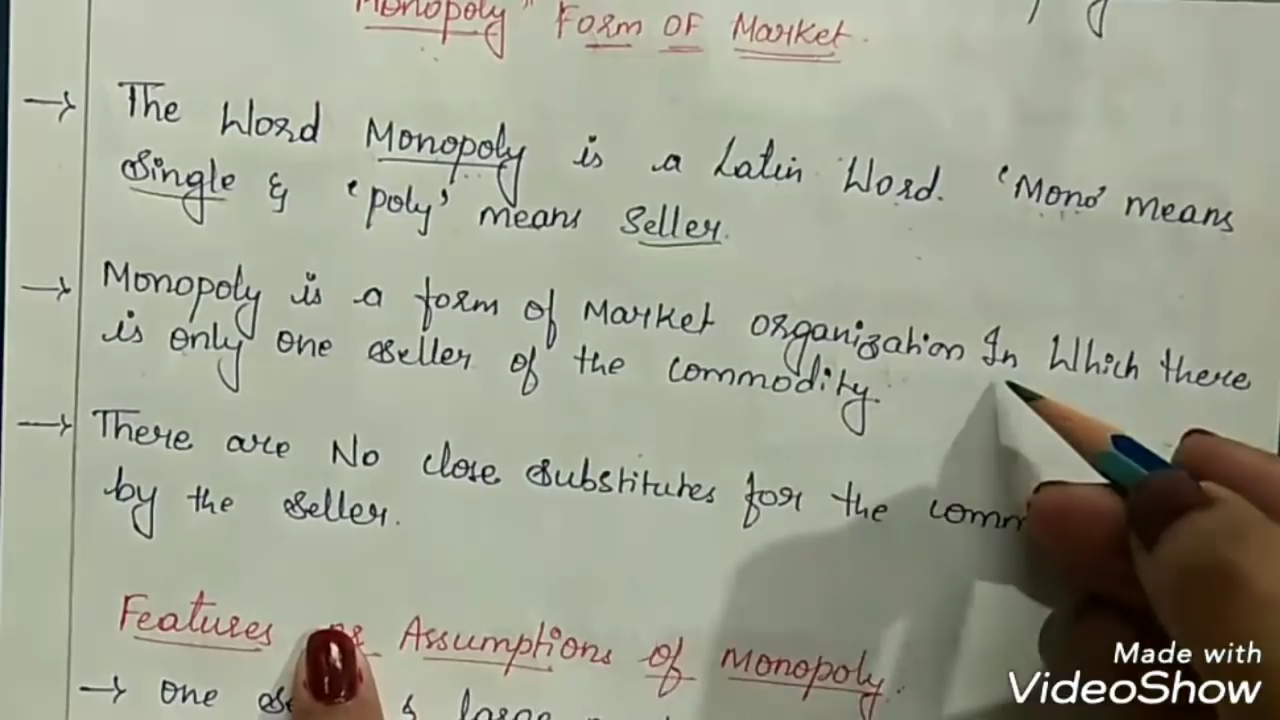 Monopoly" Form OF Market.
→ The Word Monopoly is a Latin Word. 'Mono' means
Single & 'poly' means Seller.
→ Monopoly is a form of Market organization In Which there
is only one seller of the commodity.
→ There are No close substitutes for the
by the seller.
Features or Assumptions of Monopoly.
→ one
Made with
VideoShow